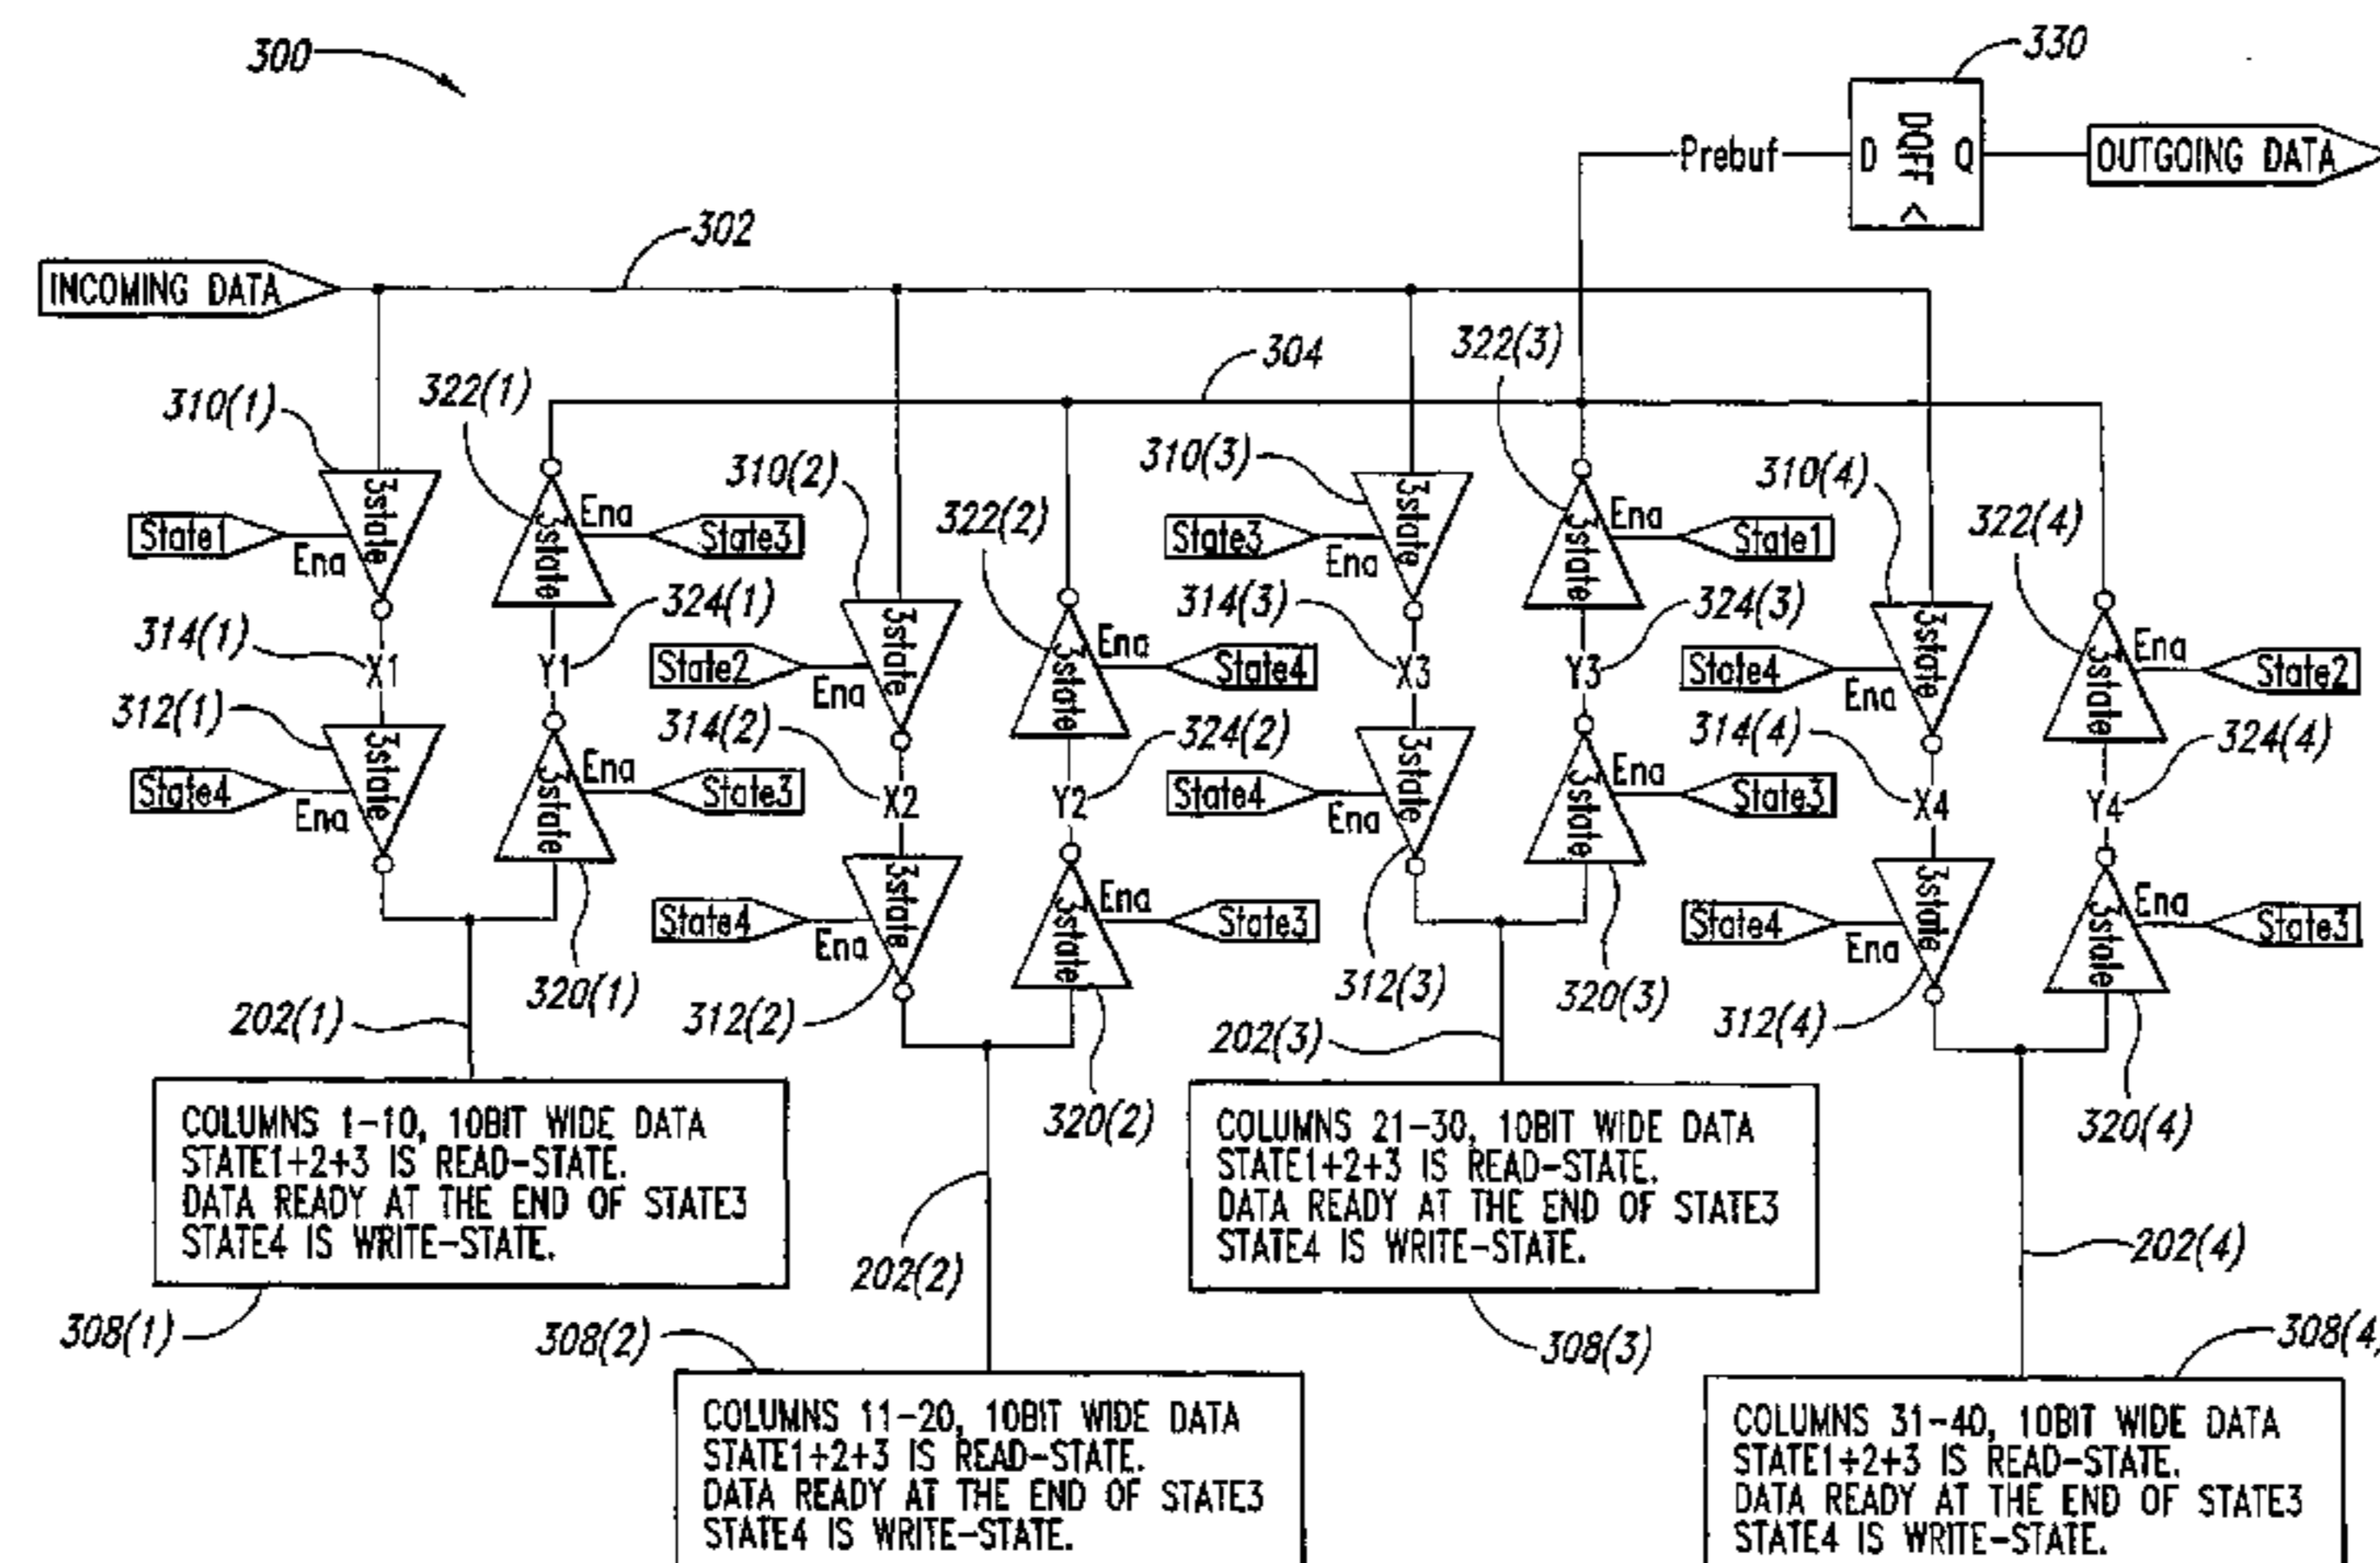 300
330
Prebuf
D DQFF < Q
OUTGOING DATA
302
INCOMING DATA
304
322(3)
322(1)
310(1)
310(2)
310(3)
310(4)
322(2)
322(4)
3state
3state
3state
3state
State1
Ena
Ena
State3
State3
Ena
Ena
State1
314(1)
324(1)
314(3)
324(3)
3state
3state
3state
3state
X1
Y1
State2
Ena
Ena
State4
X3
Y3
State4
Ena
Ena
State2
312(1)
314(2)
324(2)
314(4)
324(4)
3state
3state
3state
3state
State4
Ena
Ena
State3
X2
Y2
State4
Ena
Ena
State3
X4
Y4
3state
3state
3state
3state
State4
Ena
Ena
State3
State4
Ena
Ena
State3
320(1)
312(3)
320(3)
202(1)
312(2)
202(3)
312(4)
320(2)
320(4)
COLUMNS 1-10, 10BIT WIDE DATA
STATE1+2+3 IS READ-STATE.
DATA READY AT THE END OF STATE3
STATE4 IS WRITE-STATE.
COLUMNS 21-30, 10BIT WIDE DATA
STATE1+2+3 IS READ-STATE.
DATA READY AT THE END OF STATE3
STATE4 IS WRITE-STATE.
202(2)
202(4)
308(1)
308(2)
308(3)
308(4)
COLUMNS 11-20, 10BIT WIDE DATA
STATE1+2+3 IS READ-STATE.
DATA READY AT THE END OF STATE3
STATE4 IS WRITE-STATE.
COLUMNS 31-40, 10BIT WIDE DATA
STATE1+2+3 IS READ-STATE.
DATA READY AT THE END OF STATE3
STATE4 IS WRITE-STATE.